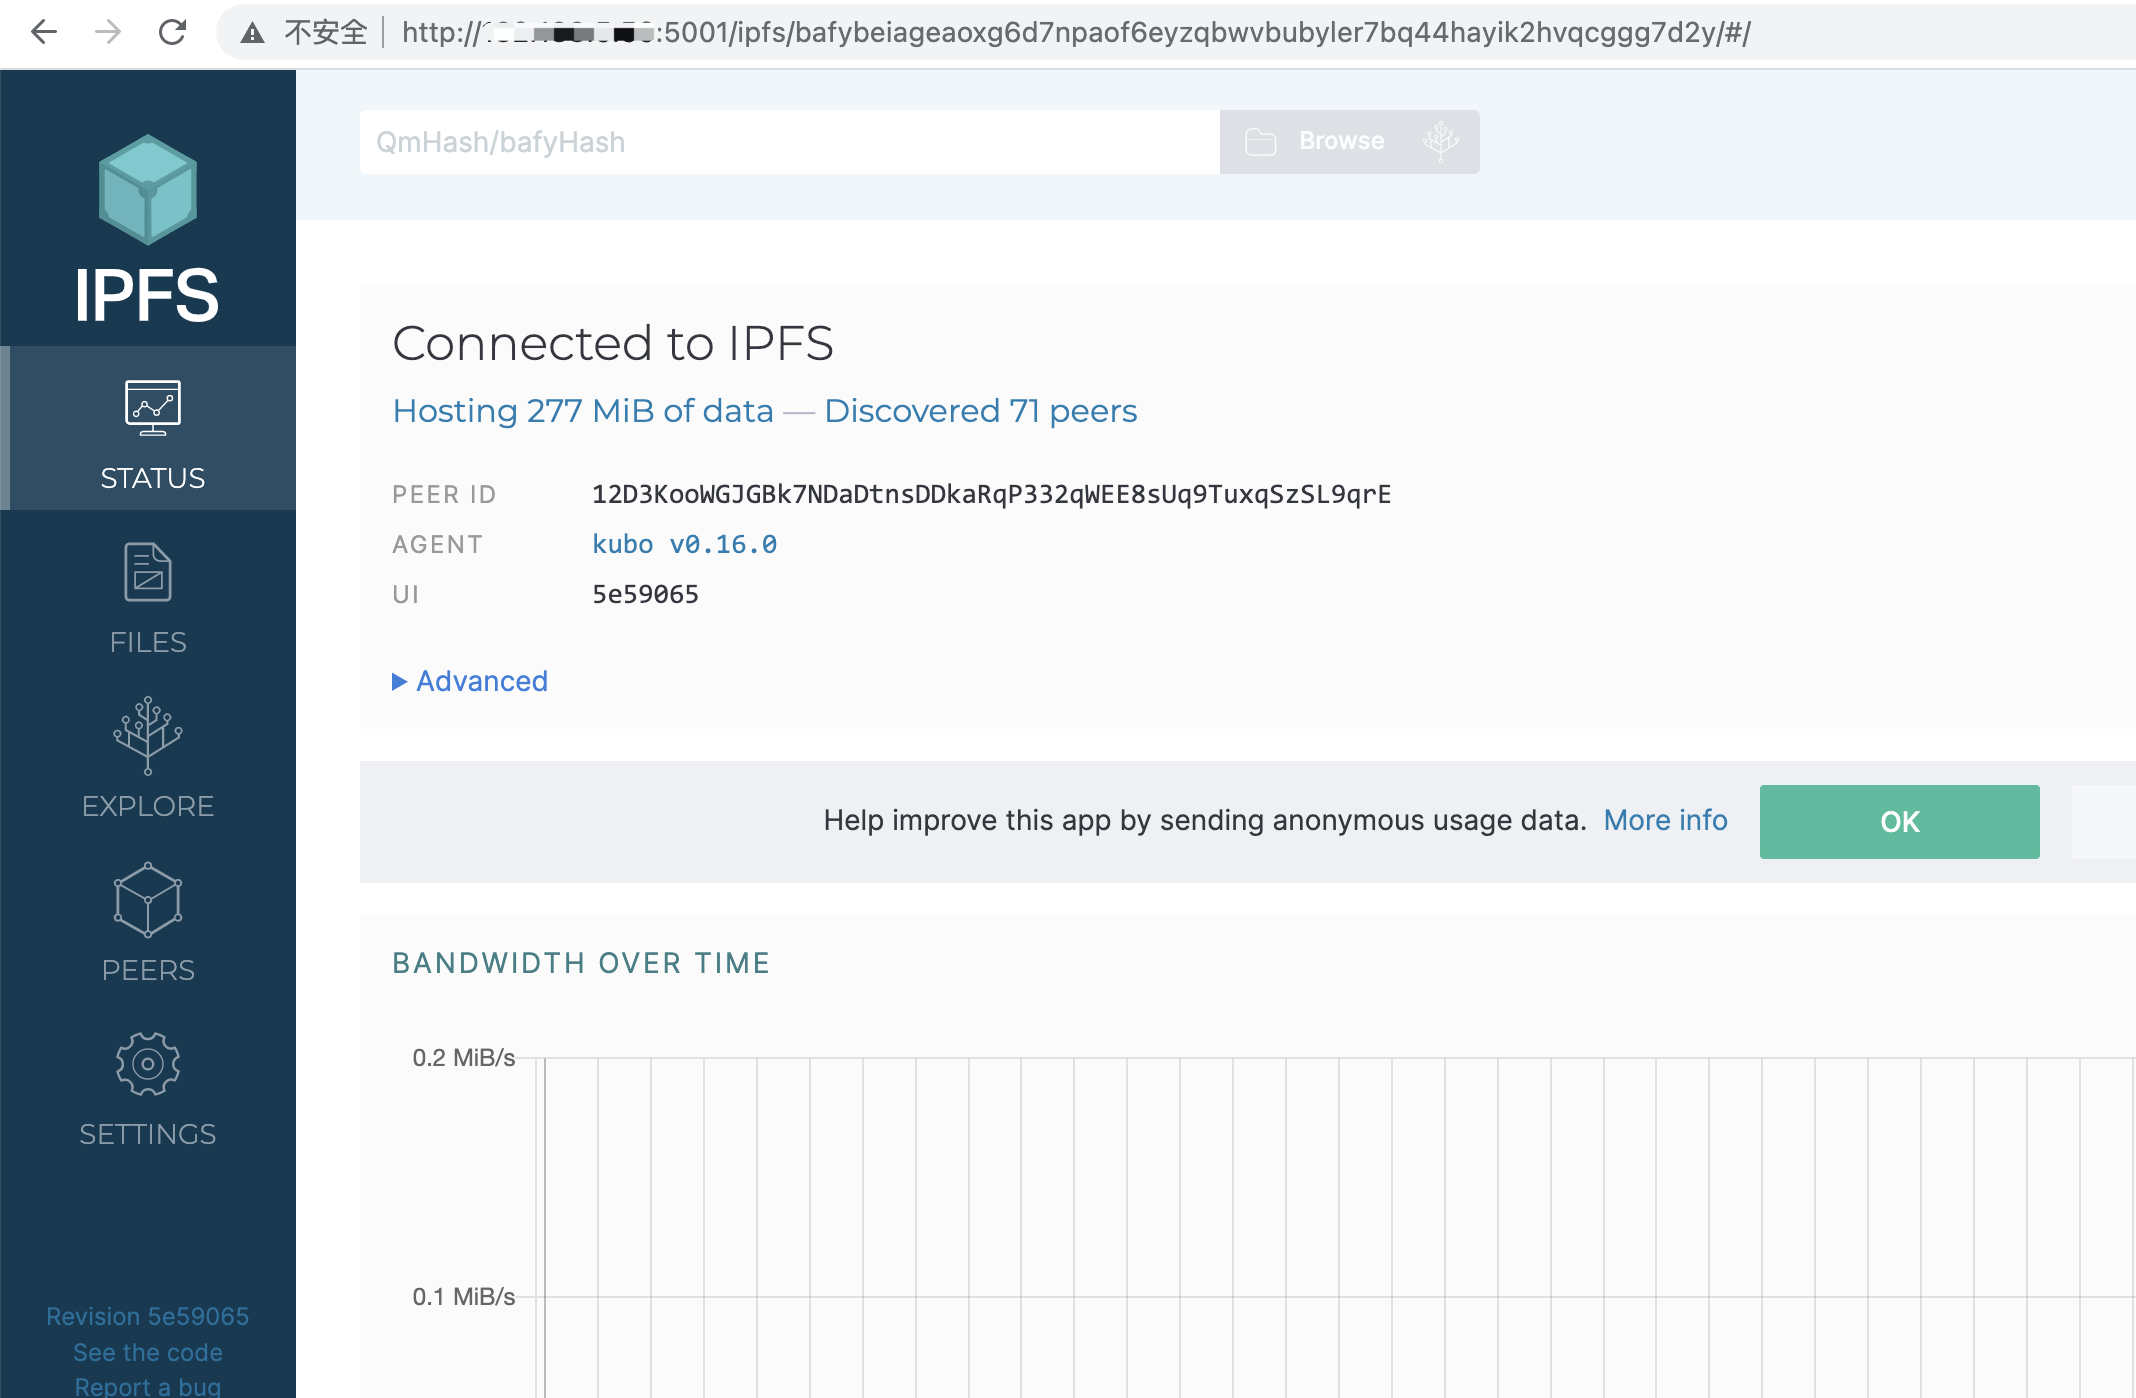 不安全
http://
:5001/ipfs/bafybeiageaoxg6d7npaof6eyzqbwvbubyler7bq44hayik2hvqcggg7d2y/#/
QmHash/bafyHash
Browse
IPFS
STATUS
FILES
EXPLORE
PEERS
SETTINGS
Revision 5e59065
See the code
Report a bug
Connected to IPFS
Hosting 277 MiB of data — Discovered 71 peers
PEER ID 12D3KooWGJGBk7NDaDtnsDDkaRqP332qWEE8sUq9TuxqSzSL9qrE
AGENT kubo v0.16.0
UI 5e59065
▶ Advanced
Help improve this app by sending anonymous usage data. More info
OK
BANDWIDTH OVER TIME
0.2 MiB/s
0.1 MiB/s